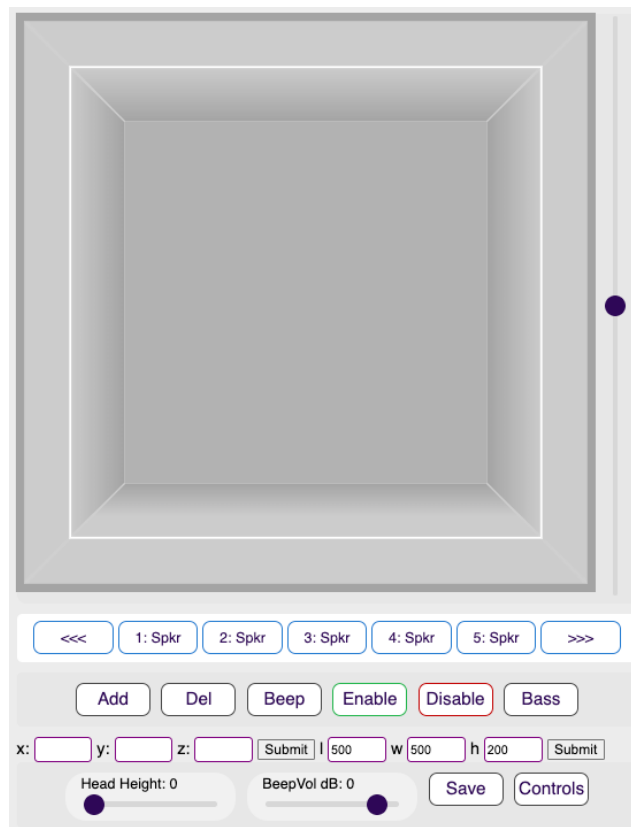 <<< 1: Spkr 2: Spkr 3: Spkr 4: Spkr 5: Spkr >>>
Add Del Beep Enable Disable Bass
x: y: z: Submit l 500 w 500 h 200 Submit
Head Height: 0 BeepVol dB: 0 Save Controls